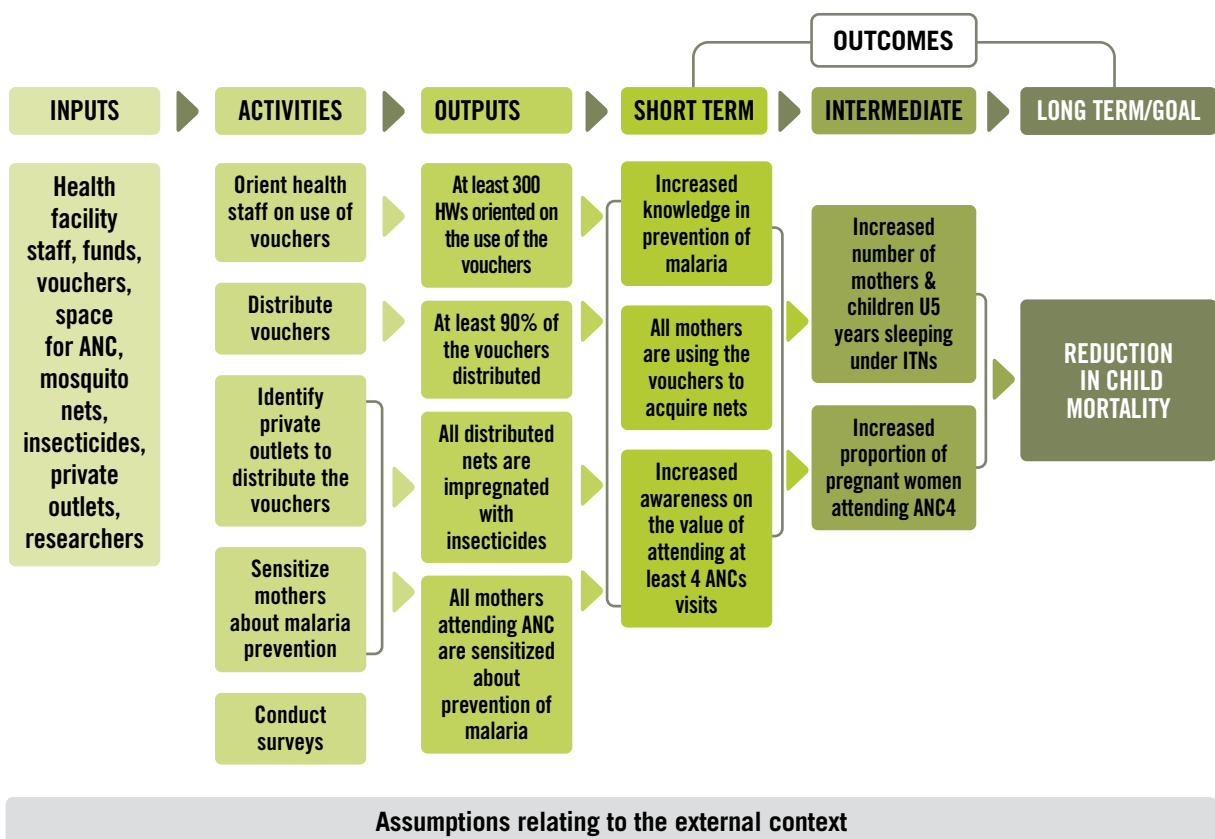 OUTCOMES
INPUTS
ACTIVITIES
OUTPUTS
SHORT TERM
INTERMEDIATE
LONG TERM/GOAL
Health
facility
staff, funds,
vouchers,
space
for ANC,
mosquito
nets,
insecticides,
private
outlets,
researchers
Orient health
staff on use of
vouchers
Distribute
vouchers
Identify
private
outlets to
distribute the
vouchers
Sensitize
mothers
about malaria
prevention
Conduct
surveys
At least 300
HWs oriented on
the use of the
vouchers
At least 90% of
the vouchers
distributed
All distributed
nets are
impregnated
with
insecticides
All mothers
attending ANC
are sensitized
about
prevention of
malaria
Increased
knowledge in
prevention of
malaria
All mothers
are using the
vouchers to
acquire nets
Increased
awareness on
the value of
attending at
least 4 ANCs
visits
Increased
number of
mothers &
children U5
years sleeping
under ITNs
Increased
proportion of
pregnant women
attending ANC4
REDUCTION
IN CHILD
MORTALITY
Assumptions relating to the external context